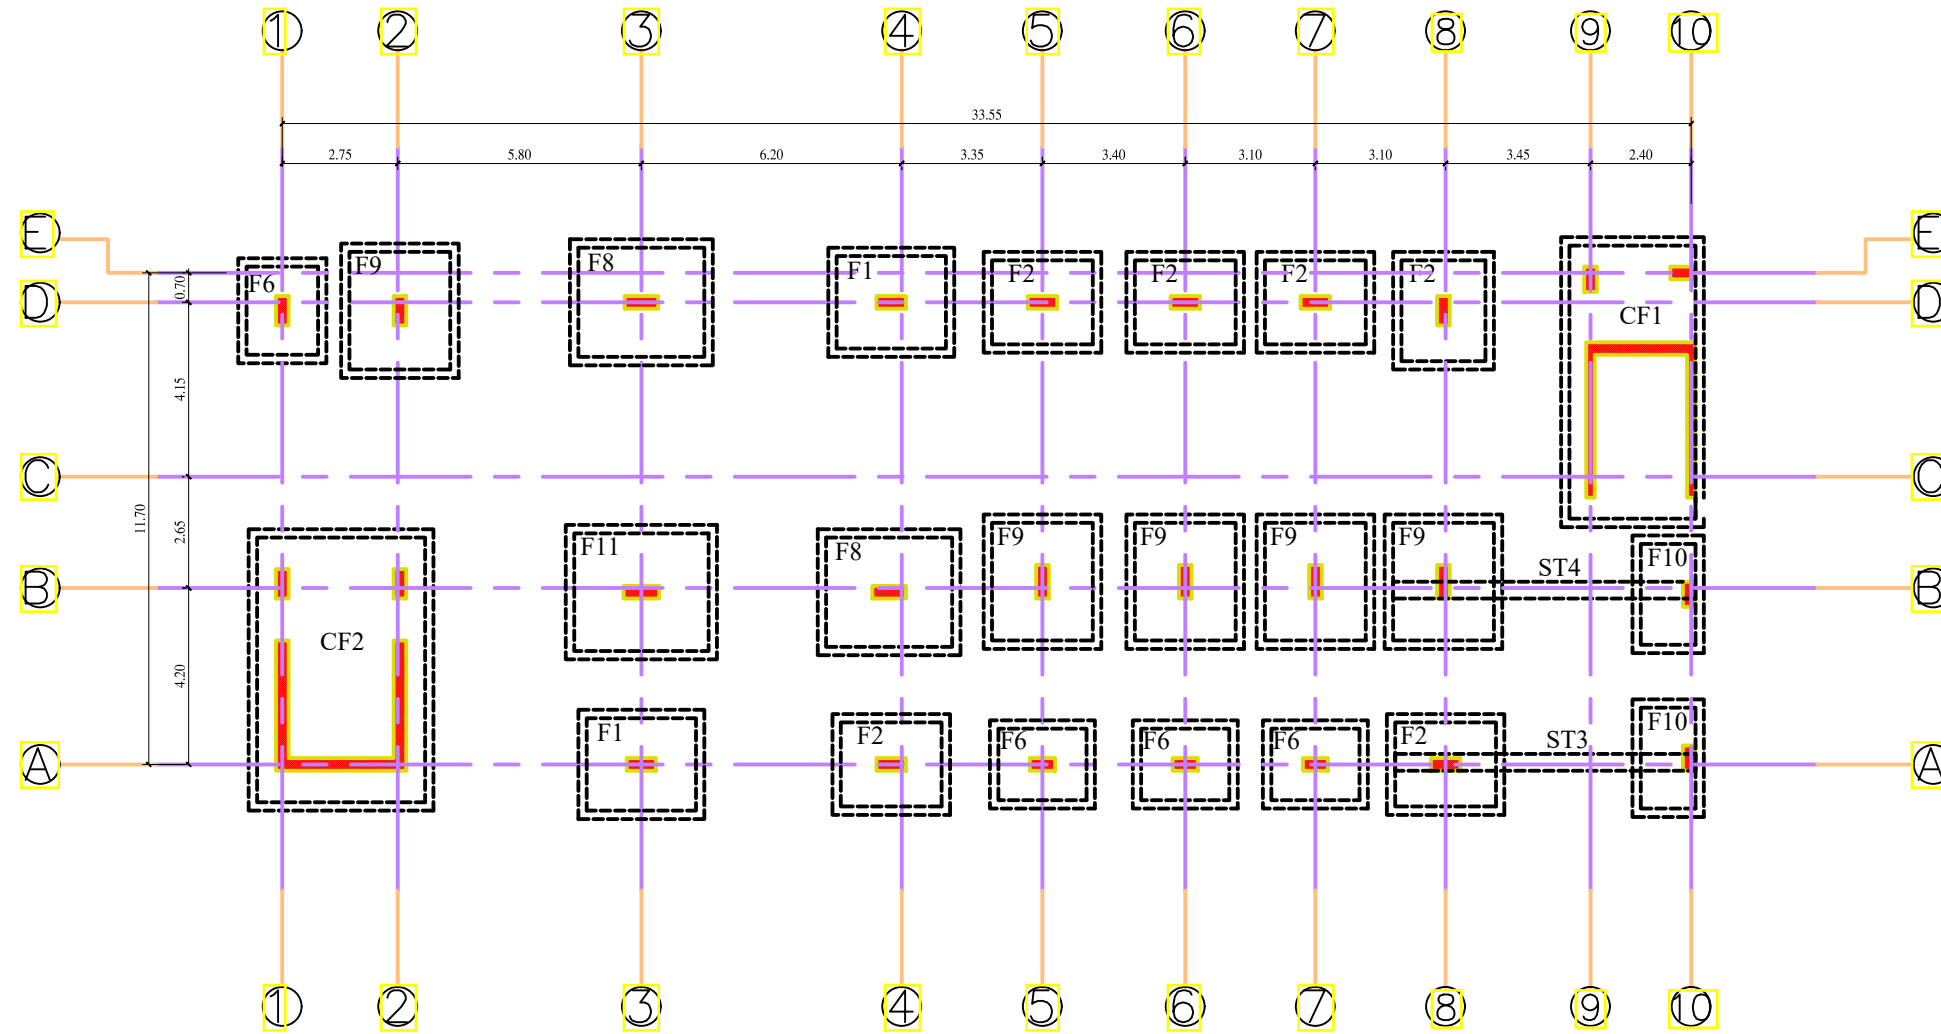 1 2 3 4 5 6 7 8 9 10
33.55
2.75 5.80 6.20 3.35 3.40 3.10 3.10 3.45 2.40
E E
F6 F9 F8 F1 F2 F2 F2 F2
0.70
D D
CF1
4.15
C C
11.70
2.65
F11 F8 F9 F9 F9 F9 F10
ST4
B B
CF2
4.20
F1 F2 F6 F6 F6 F2 F10
ST3
A A
1 2 3 4 5 6 7 8 9 10